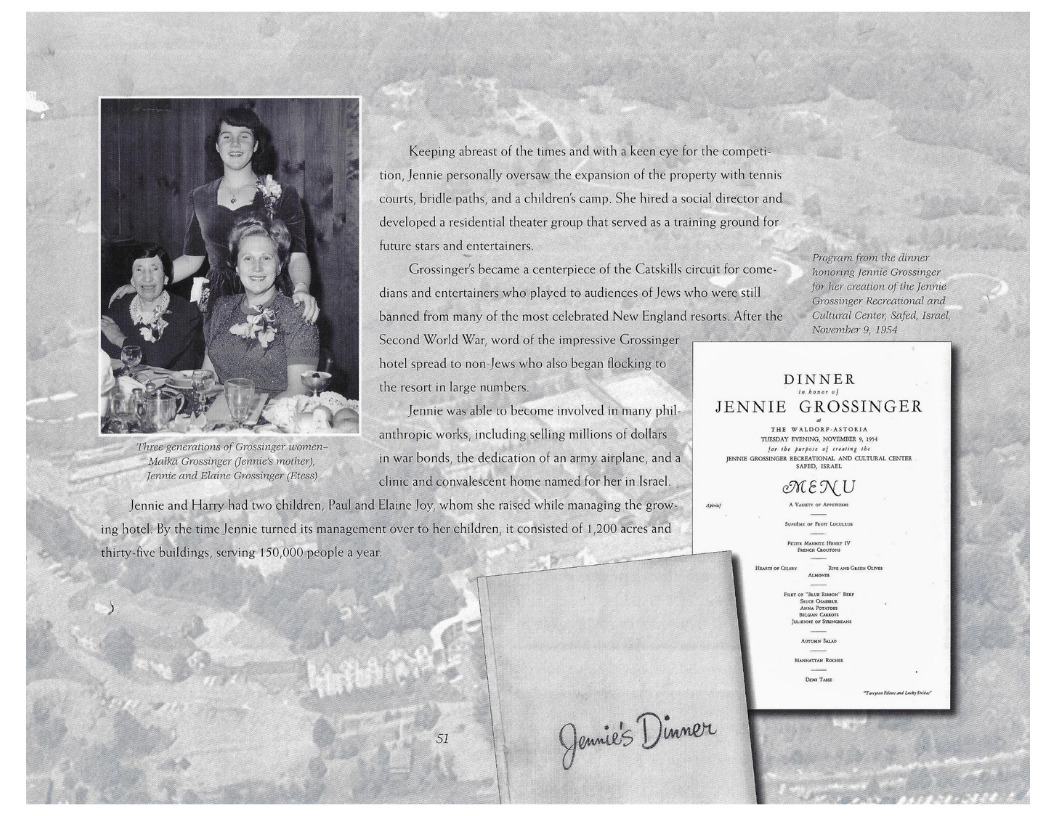 Keeping abreast of the times and with a keen eye for the competi-
tion, Jennie personally oversaw the expansion of the property with tennis
courts, bridle paths, and a children's camp. She hired a social director and
developed a residential theater group that served as a training ground for
future stars and entertainers.
Grossinger's became a centerpiece of the Catskills circuit for come-
dians and entertainers who played to audiences of Jews who were still
banned from many of the most celebrated New England resorts. After the
Second World War, word of the impressive Grossinger
hotel spread to non-Jews who also began flocking to
the resort in large numbers.
Jennie was able to become involved in many phil-
anthropic works, including selling millions of dollars
in war bonds, the dedication of an army airplane, and a
clinic and convalescent home named for her in Israel.
Jennie and Harry had two children, Paul and Elaine Joy, whom she raised while managing the grow-
ing hotel. By the time Jennie turned its management over to her children, it consisted of 1,200 acres and
thirty-five buildings, serving 150,000 people a year.
Three generations of Grossinger women–
Malka Grossinger (Jennie's mother),
Jennie and Elaine Grossinger (Etess)
Program from the dinner
honoring Jennie Grossinger
for her creation of the Jennie
Grossinger Recreational and
Cultural Center, Safed, Israel,
November 9, 1954
DINNER
in honor of
JENNIE GROSSINGER
at
THE WALDORF-ASTORIA
TUESDAY EVENING, NOVEMBER 9, 1954
for the purpose of creating the
JENNIE GROSSINGER RECREATIONAL AND CULTURAL CENTER
SAFED, ISRAEL
MENU
Apéritif
A VARIETY OF APPETIZERS
SUPRÊME OF FRUIT LUCULLUS
PETITE MARMITE HENRY IV
FRENCH CROUTONS
HEARTS OF CELERY RIPE AND GREEN OLIVES
ALMONDS
FILET OF "BLUE RIBBON" BEEF
SAUCE CHASSEUR
ANNA POTATOES
BELGIAN CARROTS
JULIENNE OF STRINGBEANS
AUTUMN SALAD
MANHATTAN ROCHER
DEMI TASSE
Jennie's Dinner
51